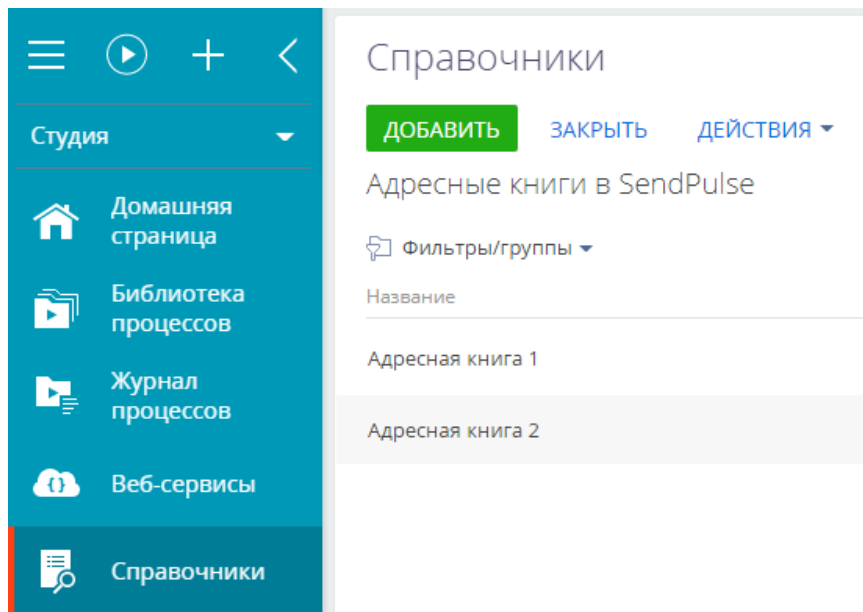 Студия
Домашняя
страница
Библиотека
процессов
Журнал
процессов
{} Веб-сервисы
Справочники
Справочники
ДОБАВИТЬ ЗАКРЫТЬ ДЕЙСТВИЯ
Адресные книги в SendPulse
Фильтры/группы
Название
Адресная книга 1
Адресная книга 2